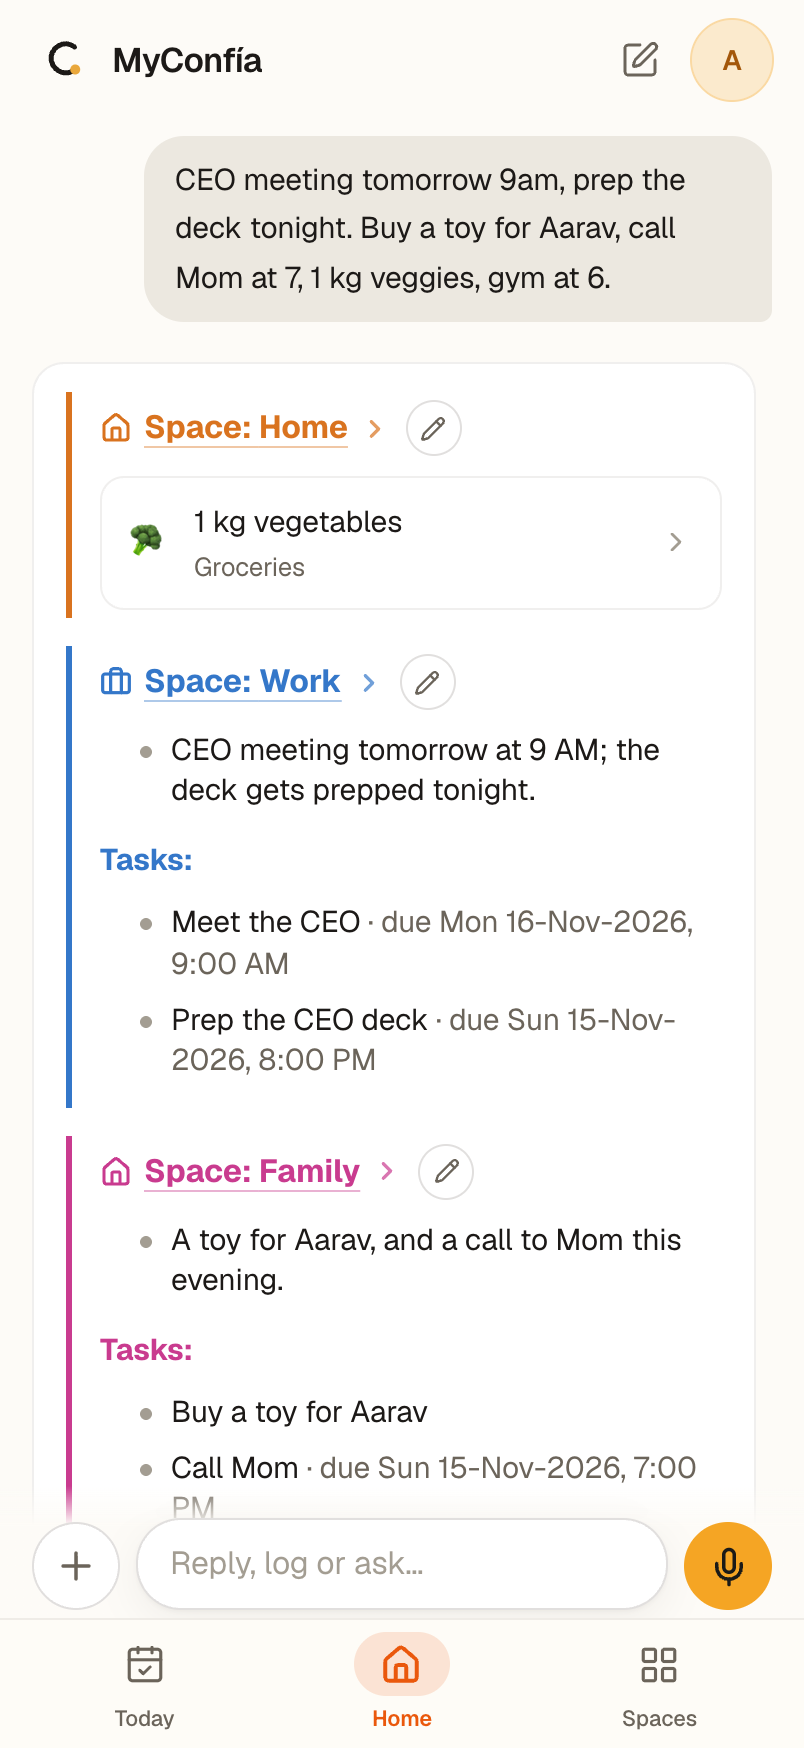 MyConfía
A
CEO meeting tomorrow 9am, prep the
deck tonight. Buy a toy for Aarav, call
Mom at 7, 1 kg veggies, gym at 6.
Space: Home
1 kg vegetables
Groceries
Space: Work
CEO meeting tomorrow at 9 AM; the
deck gets prepped tonight.
Tasks:
Meet the CEO · due Mon 16-Nov-2026,
9:00 AM
Prep the CEO deck · due Sun 15-Nov-
2026, 8:00 PM
Space: Family
A toy for Aarav, and a call to Mom this
evening.
Tasks:
Buy a toy for Aarav
Call Mom · due Sun 15-Nov-2026, 7:00
PM
Reply, log or ask...
Today
Home
Spaces